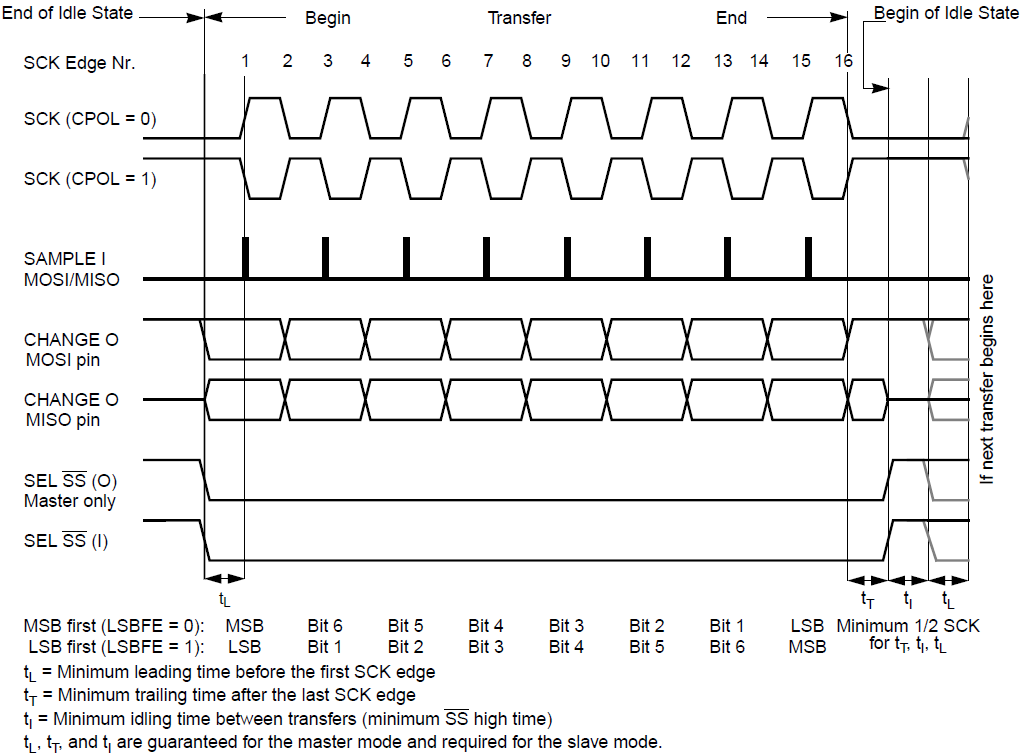 End of Idle State
Begin
Transfer
End
Begin of Idle State
SCK Edge Nr.
1 2 3 4 5 6 7 8 9 10 11 12 13 14 15 16
SCK (CPOL = 0)
SCK (CPOL = 1)
SAMPLE I
MOSI/MISO
CHANGE O
MOSI pin
CHANGE O
MISO pin
SEL SS (O)
Master only
SEL SS (I)
If next transfer begins here
tL
tT tI tL
MSB first (LSBFE = 0): MSB Bit 6 Bit 5 Bit 4 Bit 3 Bit 2 Bit 1 LSB Minimum 1/2 SCK
LSB first (LSBFE = 1): LSB Bit 1 Bit 2 Bit 3 Bit 4 Bit 5 Bit 6 MSB for tT, tI, tL
tL = Minimum leading time before the first SCK edge
tT = Minimum trailing time after the last SCK edge
tI = Minimum idling time between transfers (minimum SS high time)
tL, tT, and tI are guaranteed for the master mode and required for the slave mode.